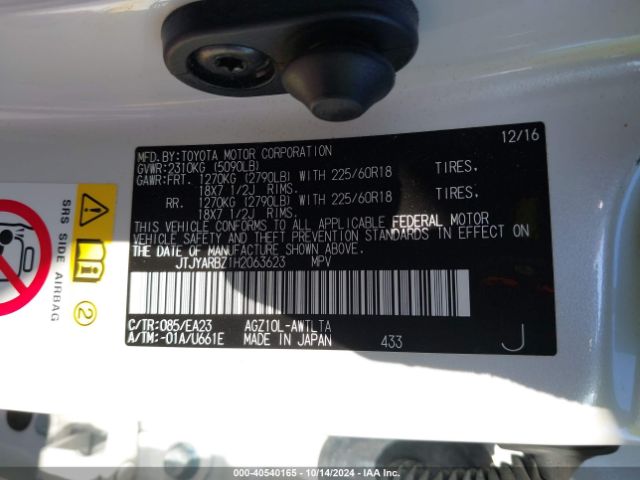 12/16
MFD. BY: TOYOTA MOTOR CORPORATION
GVWR: 2310KG (5090LB)
GAWR: FRT. 1270KG (2790LB) WITH 225/60R18 TIRES.
18X7 1/2J RIMS.
RR. 1270KG (2790LB) WITH 225/60R18 TIRES.
18X7 1/2J RIMS.
THIS VEHICLE CONFORMS TO ALL APPLICABLE FEDERAL MOTOR
VEHICLE SAFETY AND THEFT PREVENTION STANDARDS IN EFFECT ON
THE DATE OF MANUFACTURE SHOWN ABOVE.
JTJYARBZ1H2063623 MPV
C/TR: 085/EA23 AGZ10L-AWTLTA
A/TM: -01A/U661E MADE IN JAPAN 433 J
SRS SIDE AIRBAG
2
00-40540165 - 10/14/2024 - IAA Inc.